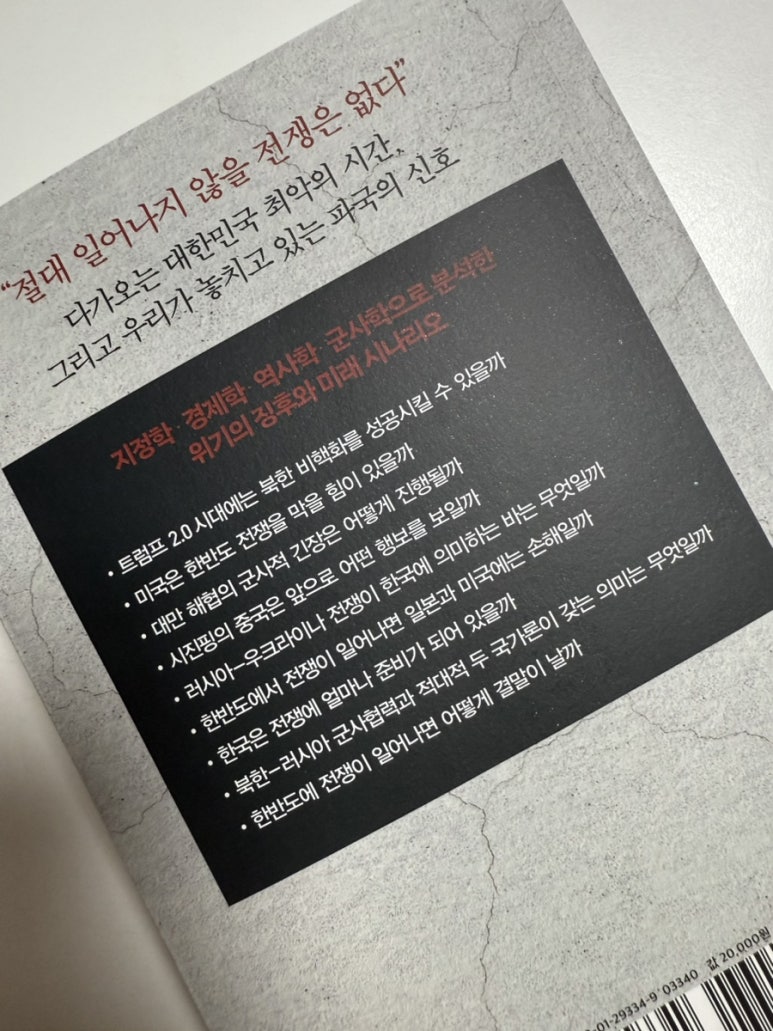 “절대 일어나지 않을 전쟁은 없다”
다가오는 대한민국 최악의 시간,
그리고 우리가 놓치고 있는 파국의 신호
지정학·경제학·역사학·군사학으로 분석한
위기의 징후와 미래 시나리오
• 트럼프 2.0 시대에는 북한 비핵화를 성공시킬 수 있을까
• 미국은 한반도 전쟁을 막을 힘이 있을까
• 대만 해협의 군사적 긴장은 어떻게 진행될까
• 시진핑의 중국은 앞으로 어떤 행보를 보일까
• 러시아–우크라이나 전쟁이 한국에 의미하는 바는 무엇일까
• 한반도에서 전쟁이 일어나면 일본과 미국에는 손해일까
• 한국은 전쟁에 얼마나 준비가 되어 있을까
• 북한–러시아 군사협력과 적대적 두 국가론이 갖는 의미는 무엇일까
• 한반도에 전쟁이 일어나면 어떻게 결말이 날까
01-29334-9 03340 값 20,000원